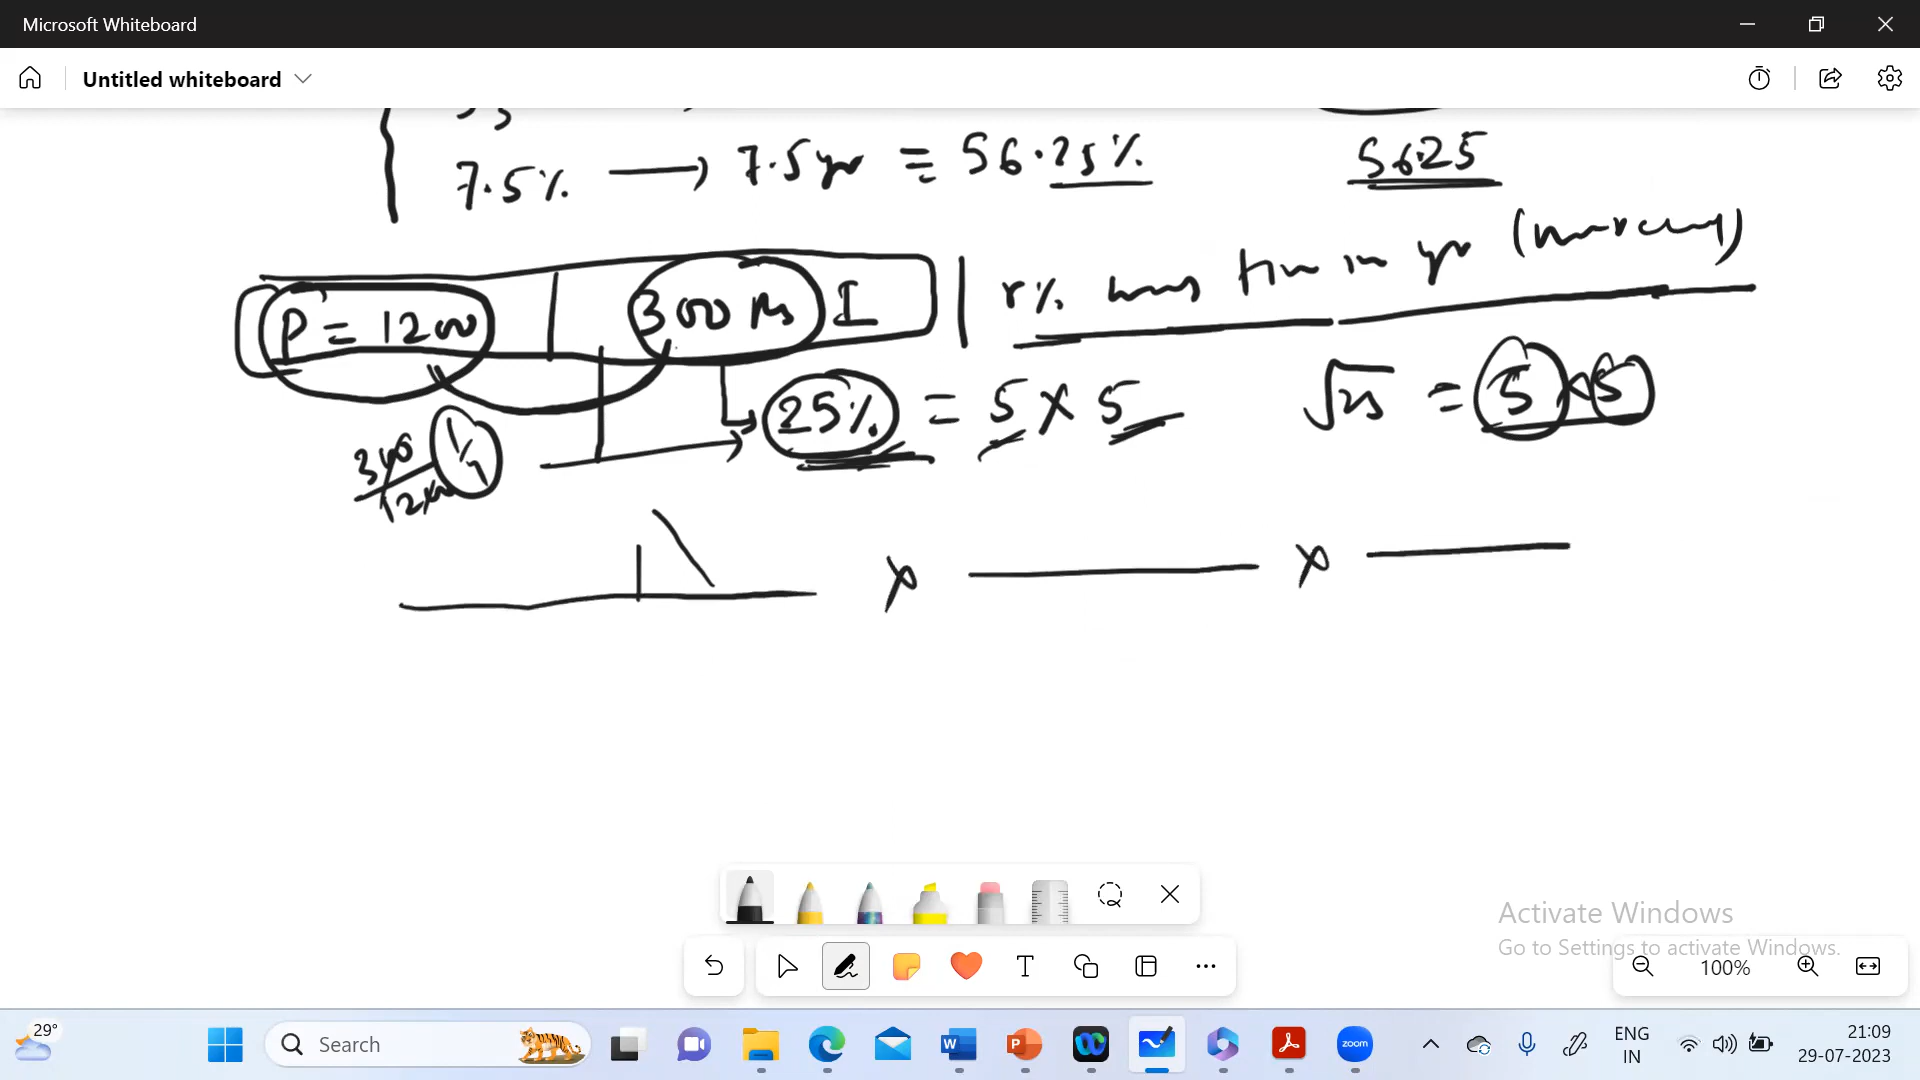 Microsoft Whiteboard
Untitled whiteboard
7.5% → 7.5 yr = 56.25%
5625
P = 1200
300 Rs I
r% time in yr (numerically)
300/1200 1/4
25% = 5 × 5
√25 = 5 × 5
× ×
Activate Windows
Go to Settings to activate Windows.
100%
29°
Search
zoom
ENG
IN
21:09
29-07-2023